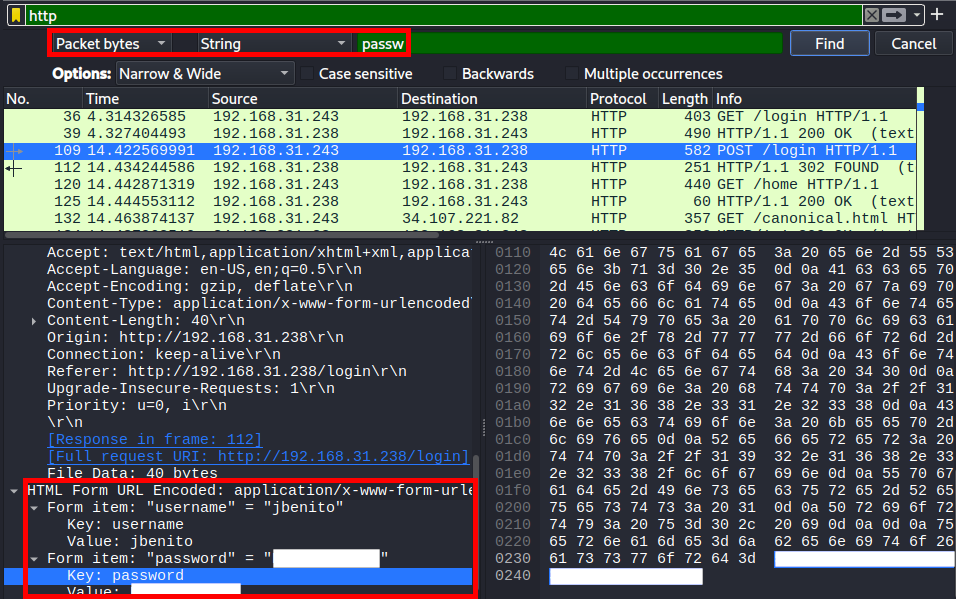 http
Packet bytes String passw Find Cancel
Options: Narrow & Wide Case sensitive Backwards Multiple occurrences
No. Time Source Destination Protocol Length Info
36 4.314326585 192.168.31.243 192.168.31.238 HTTP 403 GET /login HTTP/1.1
39 4.327404493 192.168.31.238 192.168.31.243 HTTP 490 HTTP/1.1 200 OK (text
109 14.422569991 192.168.31.243 192.168.31.238 HTTP 582 POST /login HTTP/1.1
112 14.434244586 192.168.31.238 192.168.31.243 HTTP 251 HTTP/1.1 302 FOUND (t
120 14.442871319 192.168.31.243 192.168.31.238 HTTP 440 GET /home HTTP/1.1
125 14.444553112 192.168.31.238 192.168.31.243 HTTP 60 HTTP/1.1 200 OK (text
132 14.463874137 192.168.31.243 34.107.221.82 HTTP 357 GET /canonical.html HT
Accept: text/html,application/xhtml+xml,applicat
Accept-Language: en-US,en;q=0.5\r\n
Accept-Encoding: gzip, deflate\r\n
Content-Type: application/x-www-form-urlencoded
Content-Length: 40\r\n
Origin: http://192.168.31.238\r\n
Connection: keep-alive\r\n
Referer: http://192.168.31.238/login\r\n
Upgrade-Insecure-Requests: 1\r\n
Priority: u=0, i\r\n
\r\n
[Response in frame: 112]
[Full request URI: http://192.168.31.238/login]
File Data: 40 bytes
HTML Form URL Encoded: application/x-www-form-urle
Form item: "username" = "jbenito"
Key: username
Value: jbenito
Form item: "password" = " "
Key: password
Value:
0110 4c 61 6e 67 75 61 67 65 3a 20 65 6e 2d 55 53
0120 65 6e 3b 71 3d 30 2e 35 0d 0a 41 63 63 65 70
0130 2d 45 6e 63 6f 64 69 6e 67 3a 20 67 7a 69 70
0140 20 64 65 66 6c 61 74 65 0d 0a 43 6f 6e 74 65
0150 74 2d 54 79 70 65 3a 20 61 70 70 6c 69 63 61
0160 69 6f 6e 2f 78 2d 77 77 77 2d 66 6f 72 6d 2d
0170 72 6c 65 6e 63 6f 64 65 64 0d 0a 43 6f 6e 74
0180 6e 74 2d 4c 65 6e 67 74 68 3a 20 34 30 0d 0a
0190 72 69 67 69 6e 3a 20 68 74 74 70 3a 2f 2f 31
01a0 32 2e 31 36 38 2e 33 31 2e 32 33 38 0d 0a 43
01b0 6e 6e 65 63 74 69 6f 6e 3a 20 6b 65 65 70 2d
01c0 6c 69 76 65 0d 0a 52 65 66 65 72 65 72 3a 20
01d0 74 74 70 3a 2f 2f 31 39 32 2e 31 36 38 2e 33
01e0 2e 32 33 38 2f 6c 6f 67 69 6e 0d 0a 55 70 67
01f0 61 64 65 2d 49 6e 73 65 63 75 72 65 2d 52 65
0200 75 65 73 74 73 3a 20 31 0d 0a 50 72 69 6f 72
0210 74 79 3a 20 75 3d 30 2c 20 69 0d 0a 0d 0a 75
0220 65 72 6e 61 6d 65 3d 6a 62 65 6e 69 74 6f 26
0230 61 73 73 77 6f 72 64 3d
0240